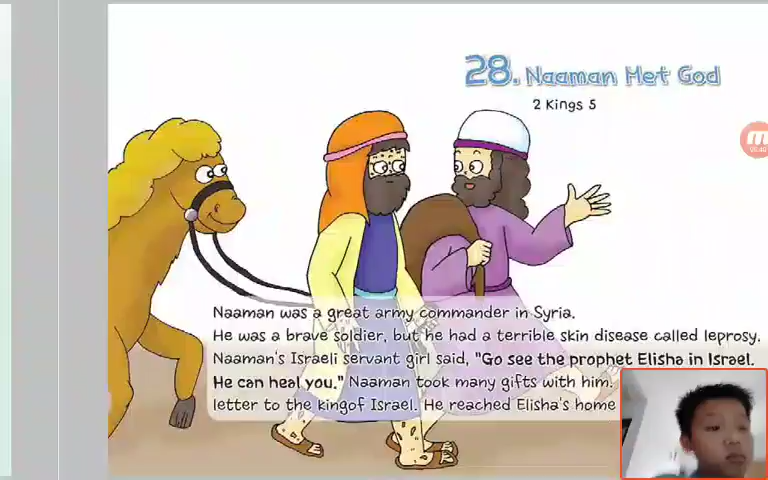 28. Naaman Met God
2 Kings 5
Naaman was a great army commander in Syria.
He was a brave soldier, but he had a terrible skin disease called leprosy.
Naaman's Israeli servant girl said, "Go see the prophet Elisha in Israel.
He can heal you." Naaman took many gifts with him.
letter to the kingof Israel. He reached Elisha's home